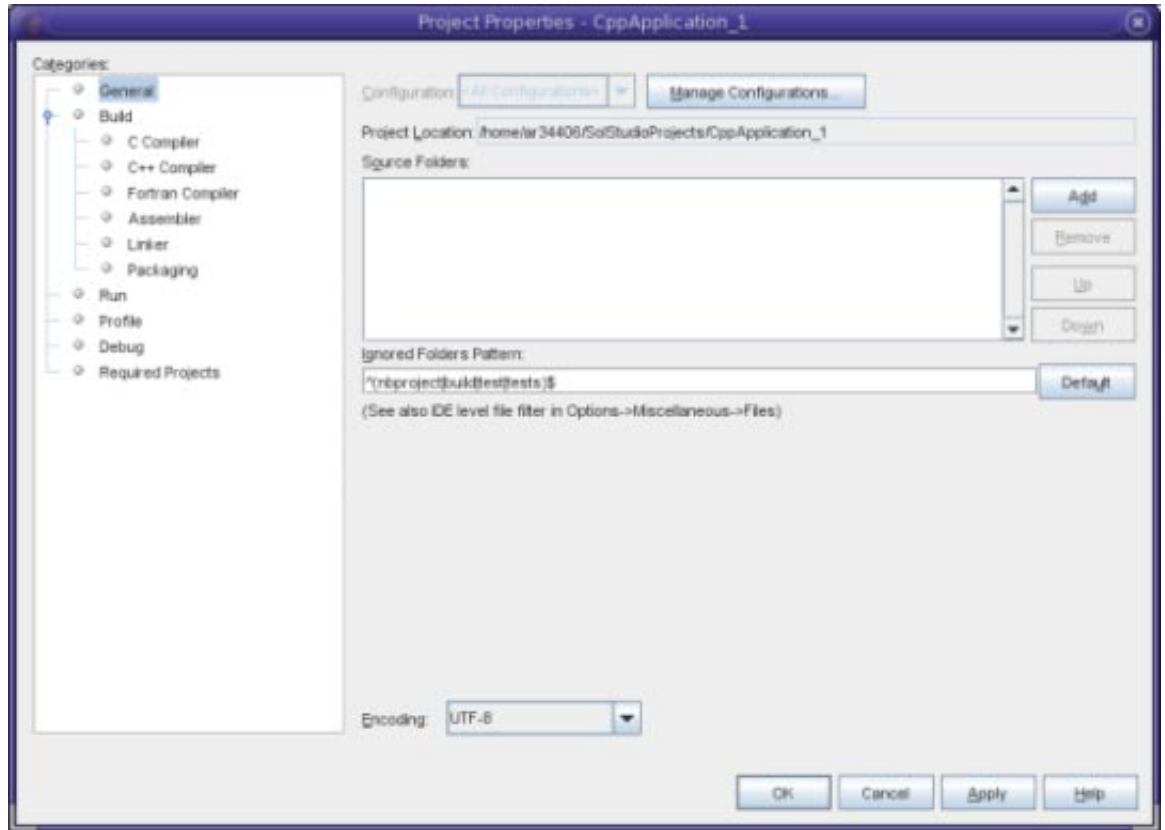 Project Properties - CppApplication_1
Categories:
General
Build
C Compiler
C++ Compiler
Fortran Compiler
Assembler
Linker
Packaging
Run
Profile
Debug
Required Projects
Configuration: <All Configurations>
Manage Configurations...
Project Location: /home/ar34406/SolStudioProjects/CppApplication_1
Source Folders:
Add
Remove
Up
Down
Ignored Folders Pattern:
^(nbproject|build|test|tests)$
Default
(See also IDE level file filter in Options->Miscellaneous->Files)
Encoding: UTF-8
OK Cancel Apply Help